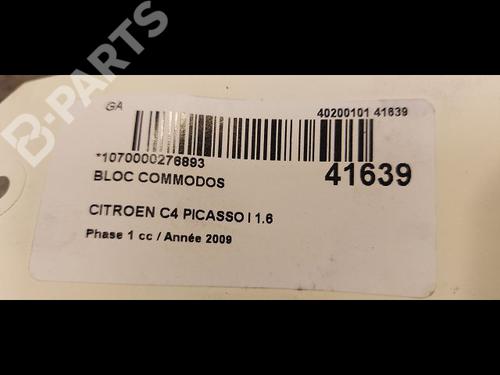 B-PARTS
GA
40200101 41639
*1070000276893
41639
BLOC COMMODOS
CITROEN C4 PICASSO I 1.6
Phase 1 cc / Année 2009